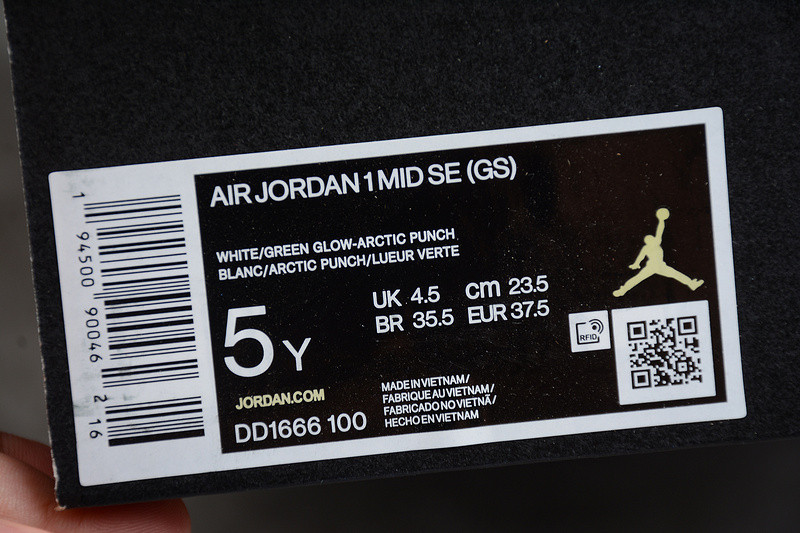 AIR JORDAN 1 MID SE (GS)
WHITE/GREEN GLOW-ARCTIC PUNCH
BLANC/ARCTIC PUNCH/LUEUR VERTE
5 Y
UK 4.5 cm 23.5
BR 35.5 EUR 37.5
RFID
JORDAN.COM
DD1666 100
MADE IN VIETNAM/
FABRIQUE AU VIETNAM/
FABRICADO NO VIETNÃ/
HECHO EN VIETNAM
1 94500 90046 2 16